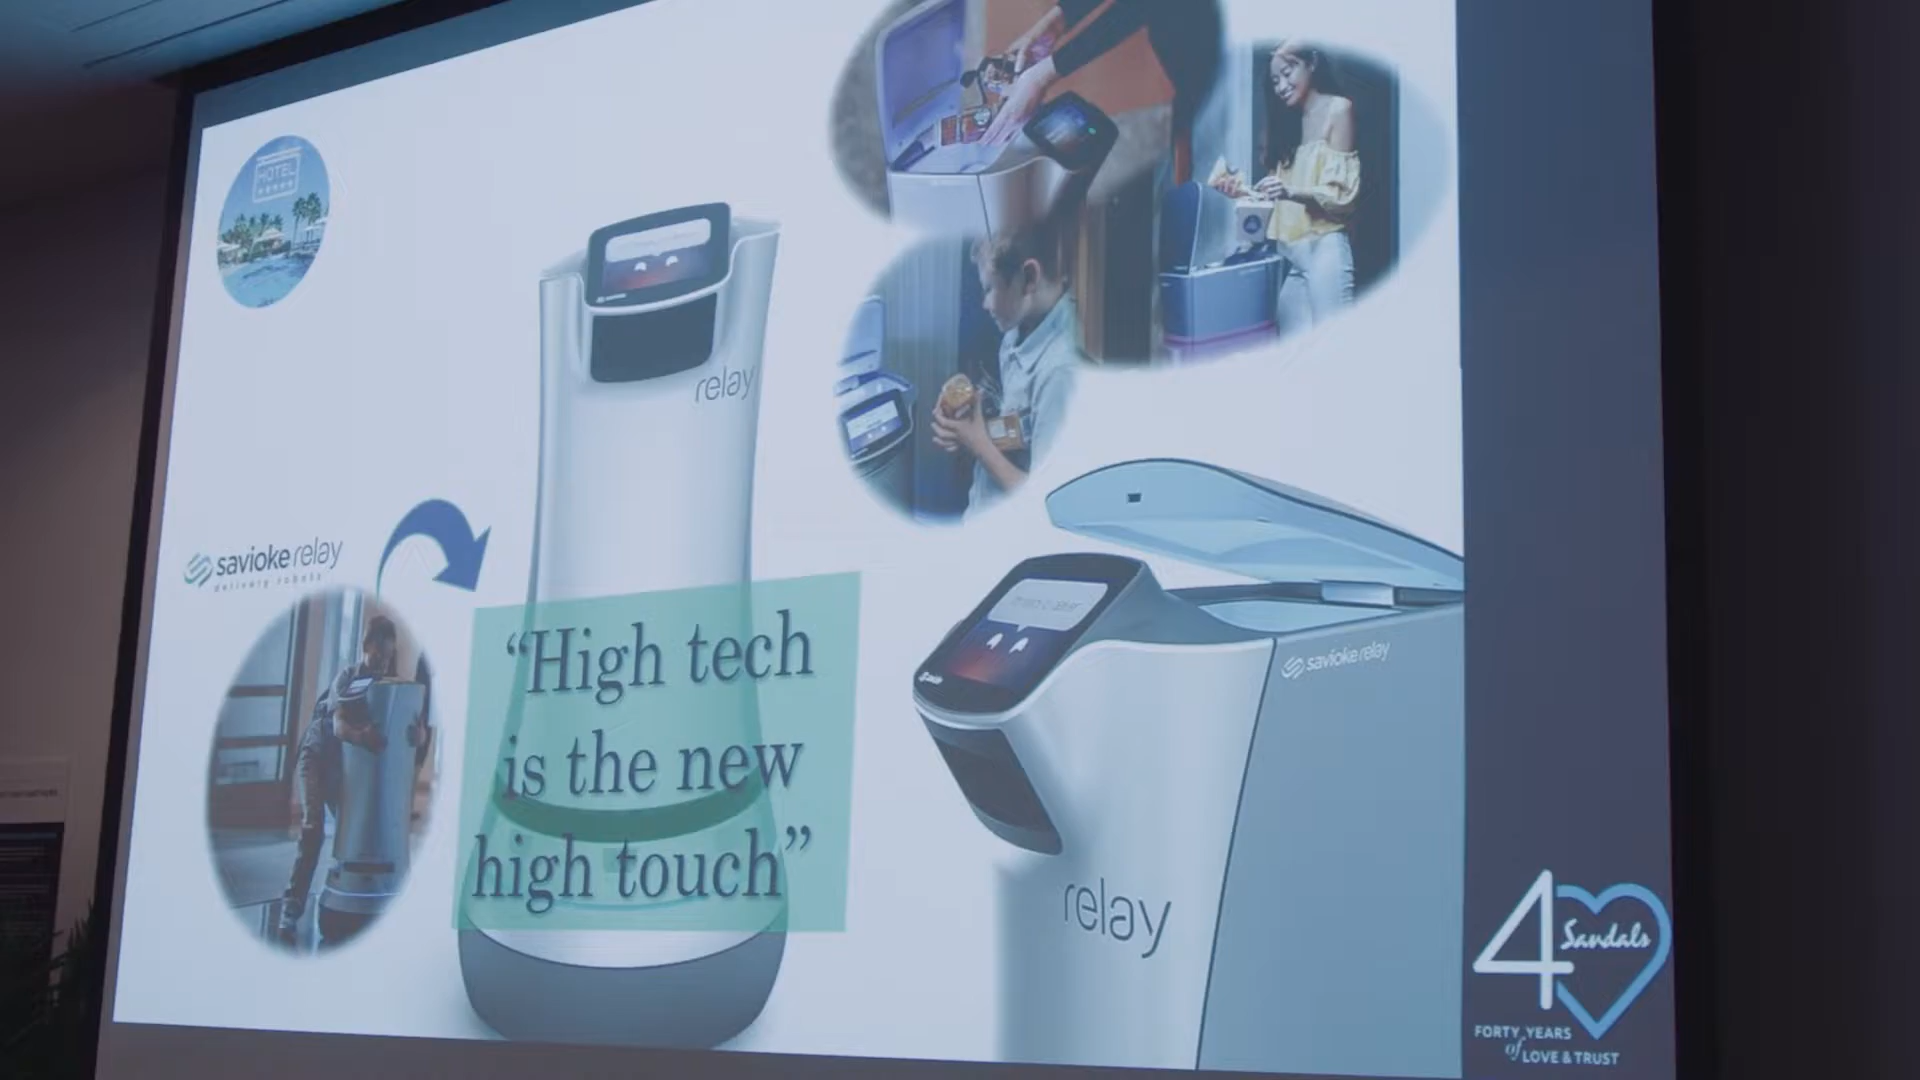 HOTEL
relay
savioke relay
delivery robots
“High tech
is the new
high touch”
savioke relay
relay
40
Sandals
FORTY YEARS
of LOVE & TRUST